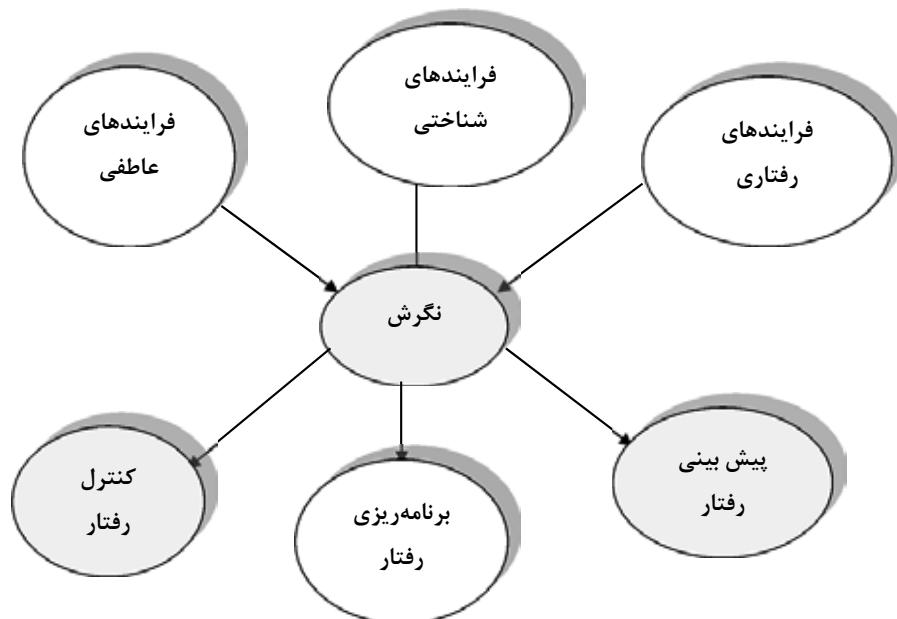 فرایندهای
رفتاری
فرایندهای
شناختی
فرایندهای
عاطفی
نگرش
پیش بینی
رفتار
برنامه‌ریزی
رفتار
کنترل
رفتار